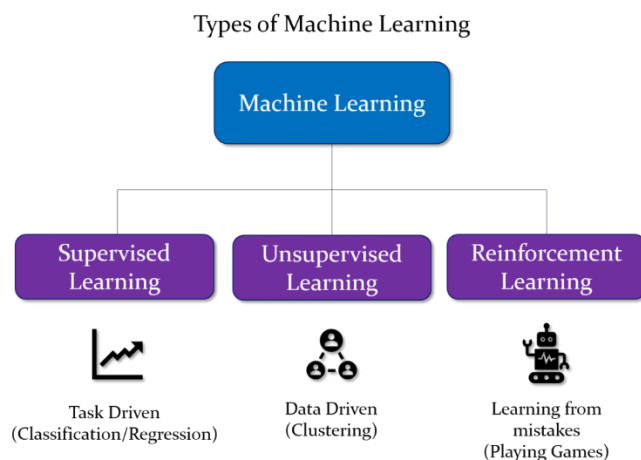 Types of Machine Learning
Machine Learning
Supervised
Learning
Unsupervised
Learning
Reinforcement
Learning
Task Driven
(Classification/Regression)
Data Driven
(Clustering)
Learning from
mistakes
(Playing Games)